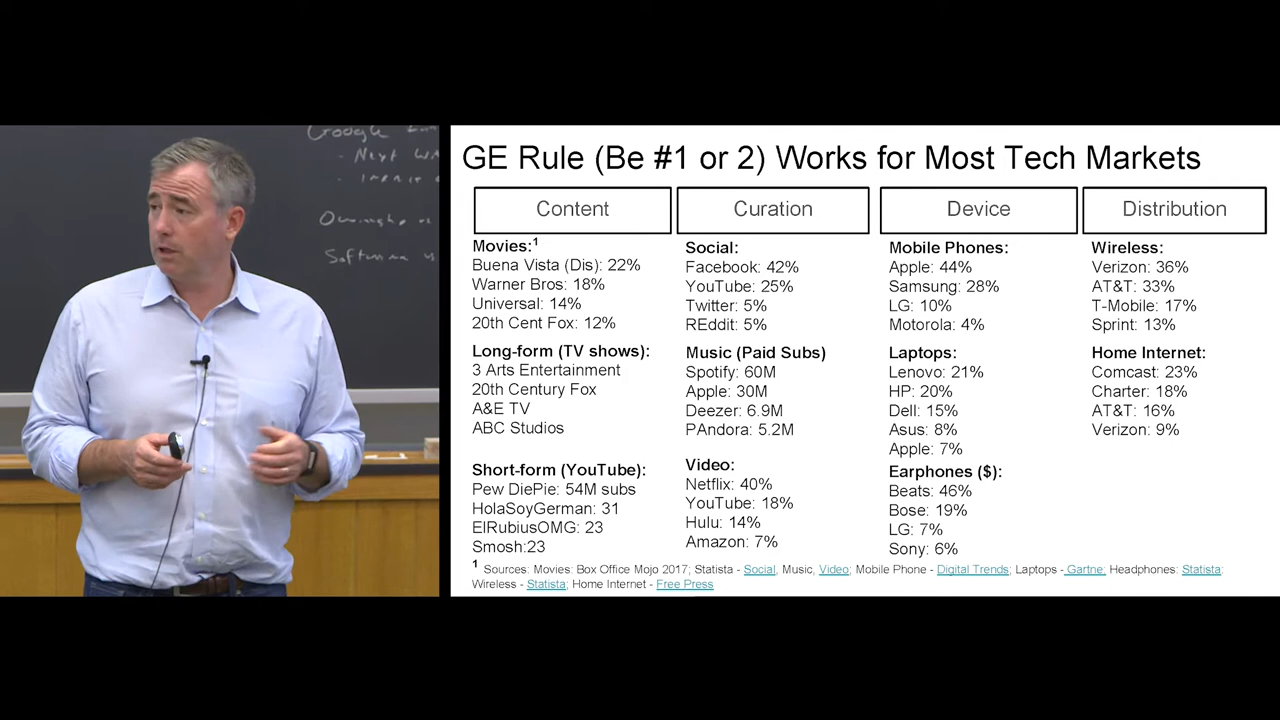 Google
- Next
Softwa
GE Rule (Be #1 or 2) Works for Most Tech Markets
Content
Movies:1
Buena Vista (Dis): 22%
Warner Bros: 18%
Universal: 14%
20th Cent Fox: 12%
Long-form (TV shows):
3 Arts Entertainment
20th Century Fox
A&E TV
ABC Studios
Short-form (YouTube):
Pew DiePie: 54M subs
HolaSoyGerman: 31
ElRubiusOMG: 23
Smosh:23
Curation
Social:
Facebook: 42%
YouTube: 25%
Twitter: 5%
REddit: 5%
Music (Paid Subs)
Spotify: 60M
Apple: 30M
Deezer: 6.9M
PAndora: 5.2M
Video:
Netflix: 40%
YouTube: 18%
Hulu: 14%
Amazon: 7%
Device
Mobile Phones:
Apple: 44%
Samsung: 28%
LG: 10%
Motorola: 4%
Laptops:
Lenovo: 21%
HP: 20%
Dell: 15%
Asus: 8%
Apple: 7%
Earphones ($):
Beats: 46%
Bose: 19%
LG: 7%
Sony: 6%
Distribution
Wireless:
Verizon: 36%
AT&T: 33%
T-Mobile: 17%
Sprint: 13%
Home Internet:
Comcast: 23%
Charter: 18%
AT&T: 16%
Verizon: 9%
1 Sources: Movies: Box Office Mojo 2017; Statista - Social, Music, Video; Mobile Phone - Digital Trends; Laptops - Gartne; Headphones: Statista:
Wireless - Statista; Home Internet - Free Press